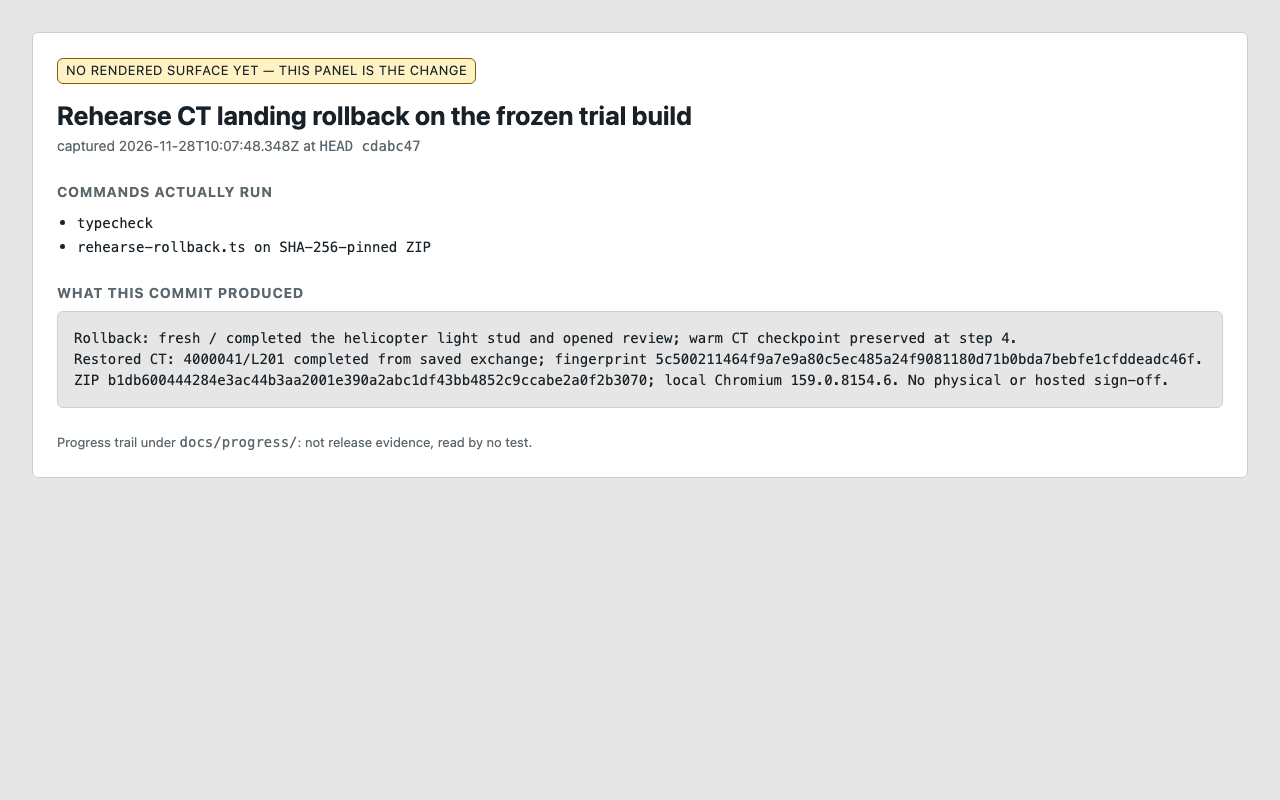 NO RENDERED SURFACE YET — THIS PANEL IS THE CHANGE
Rehearse CT landing rollback on the frozen trial build
captured 2026-11-28T10:07:48.348Z at HEAD cdabc47
COMMANDS ACTUALLY RUN
• typecheck
• rehearse-rollback.ts on SHA-256-pinned ZIP
WHAT THIS COMMIT PRODUCED
Rollback: fresh / completed the helicopter light stud and opened review; warm CT checkpoint preserved at step 4.
Restored CT: 4000041/L201 completed from saved exchange; fingerprint 5c500211464f9a7e9a80c5ec485a24f9081180d71b0bda7bebfe1cfddeadc46f.
ZIP b1db600444284e3ac44b3aa2001e390a2abc1df43bb4852c9ccabe2a0f2b3070; local Chromium 159.0.8154.6. No physical or hosted sign-off.
Progress trail under docs/progress/: not release evidence, read by no test.